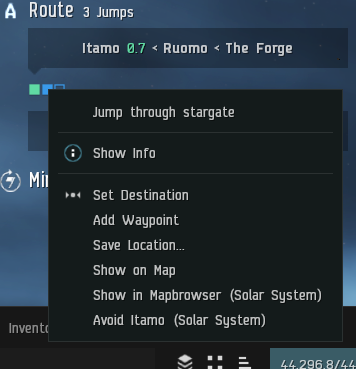 Route 3 Jumps
Itamo 0.7 < Ruomo < The Forge
Jump through stargate
Show Info
Set Destination
Add Waypoint
Save Location...
Show on Map
Show in Mapbrowser (Solar System)
Avoid Itamo (Solar System)
44,296.8/44